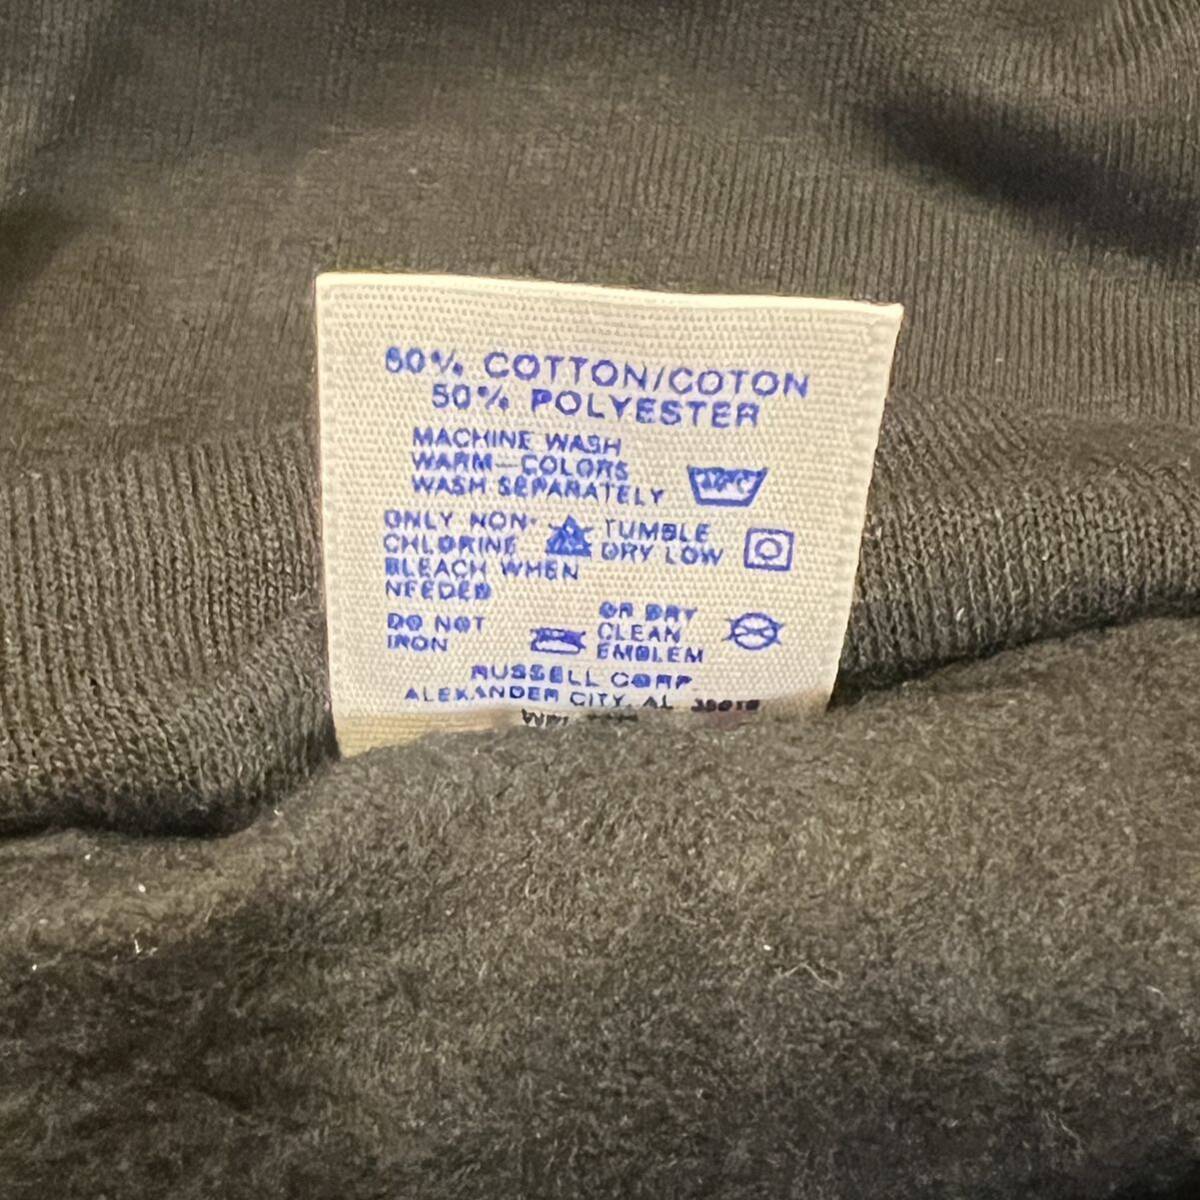 50% COTTON/COTON
50% POLYESTER
MACHINE WASH
WARM—COLORS
WASH SEPARATELY
ONLY NON-
CHLORINE
BLEACH WHEN
NEEDED
TUMBLE
DRY LOW
DO NOT
IRON
OR DRY
CLEAN
EMBLEM
RUSSELL CORP
ALEXANDER CITY, AL 35010